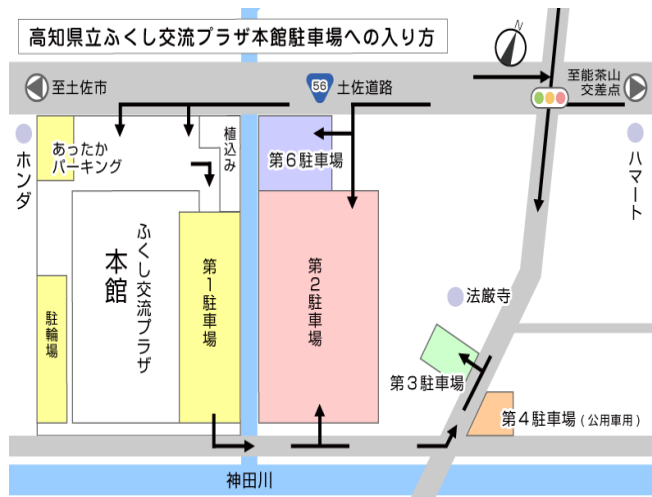 高知県立ふくし交流プラザ本館駐車場への入り方
N
至土佐市
56
土佐道路
至能茶山
交差点
ホンダ
あったか
パーキング
植込み
第6駐車場
ハマート
ふくし交流プラザ
本館
第1駐車場
第2駐車場
駐輪場
法厳寺
第3駐車場
第4駐車場(公用車用)
神田川